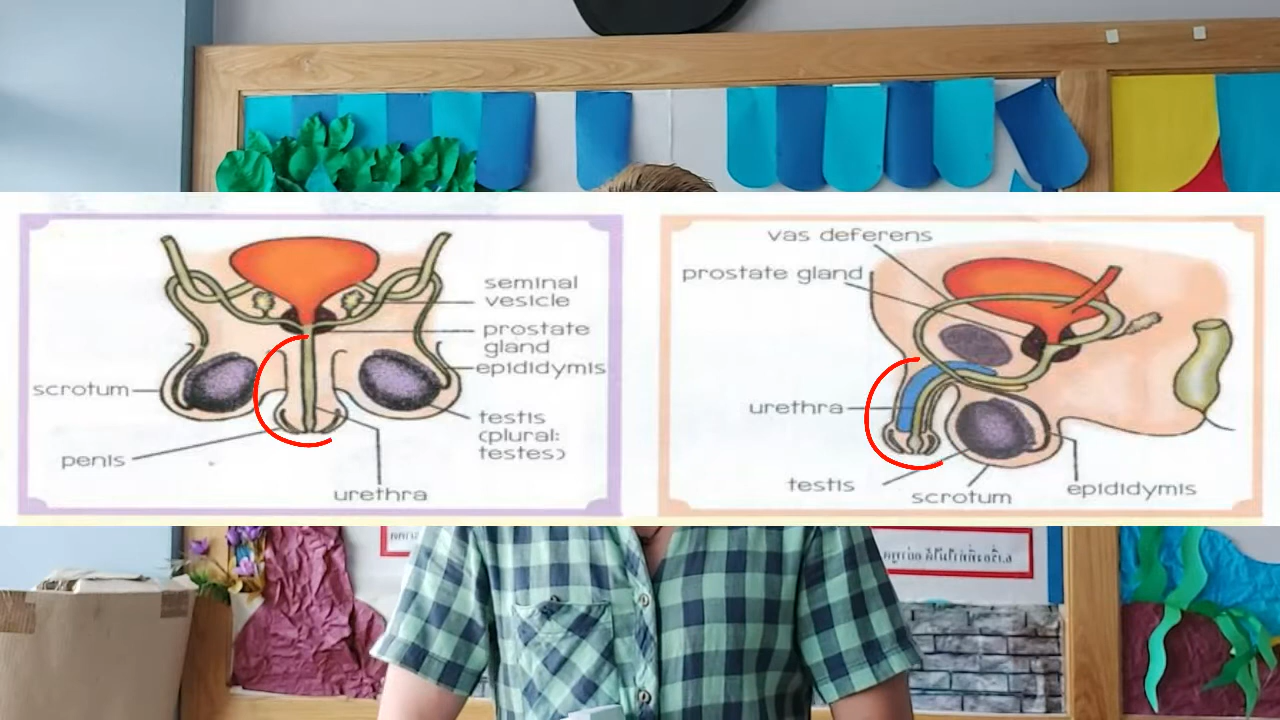 seminal
vesicle
prostate
gland
epididymis
scrotum
testis
(plural:
testes)
penis
urethra
vas deferens
prostate gland
urethra
testis
scrotum
epididymis